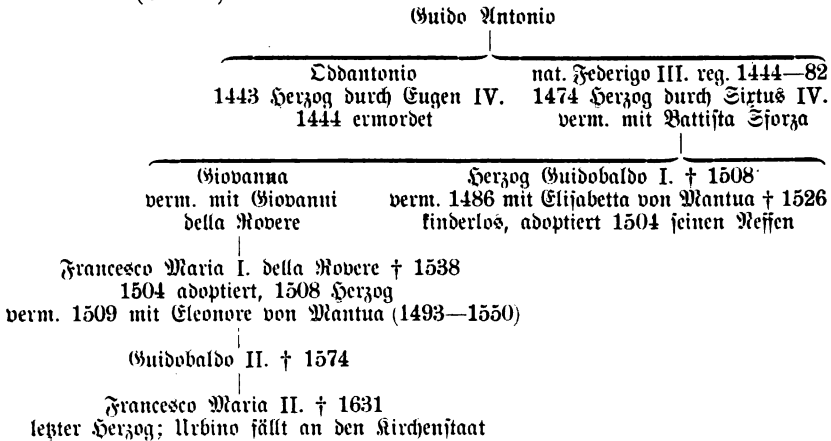 Guido Antonio
Oddantonio
1443 Herzog durch Eugen IV.
1444 ermordet
nat. Federigo III. reg. 1444—82
1474 Herzog durch Sixtus IV.
verm. mit Battista Sforza
Giovanna
verm. mit Giovanni
della Rovere
Herzog Guidobaldo I. † 1508
verm. 1486 mit Elisabetta von Mantua † 1526
kinderlos, adoptiert 1504 seinen Neffen
Francesco Maria I. della Rovere † 1538
1504 adoptiert, 1508 Herzog
verm. 1509 mit Eleonore von Mantua (1493—1550)
Guidobaldo II. † 1574
Francesco Maria II. † 1631
letzter Herzog; Urbino fällt an den Kirchenstaat